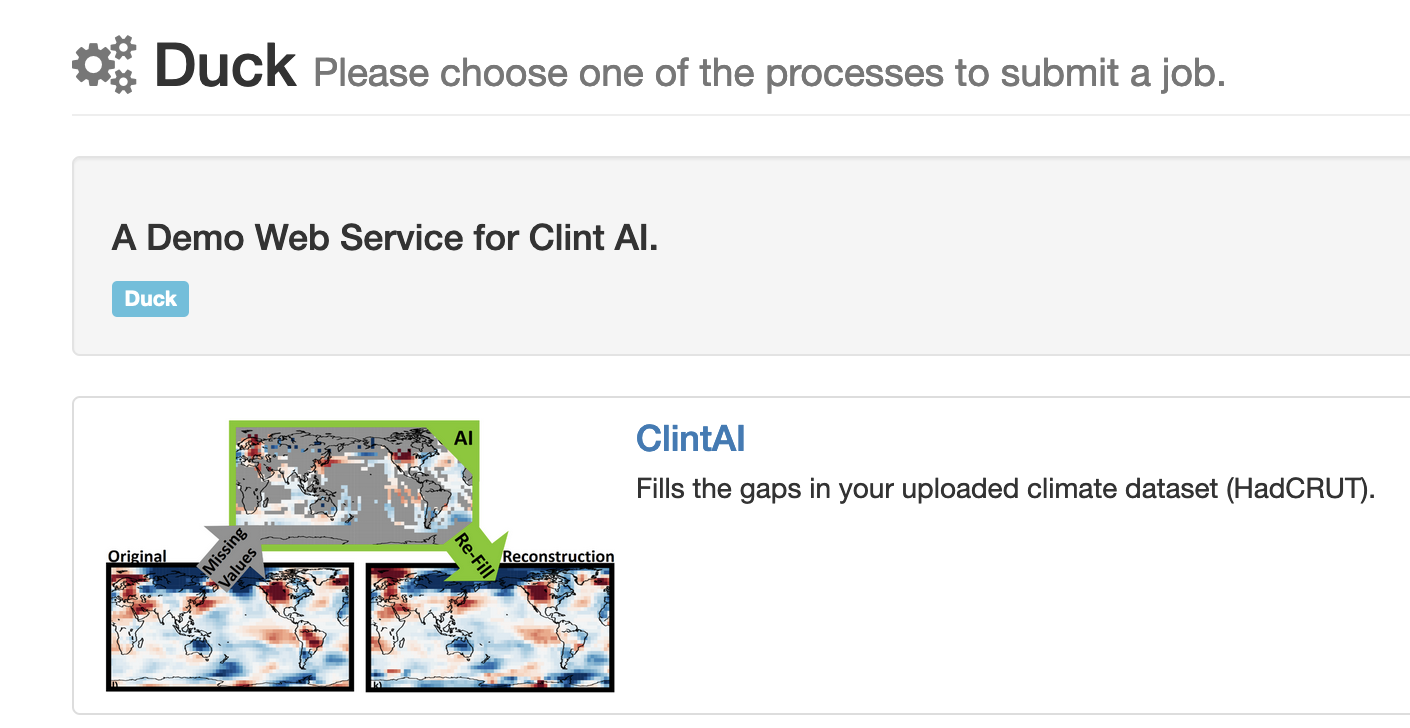 Duck Please choose one of the processes to submit a job.
A Demo Web Service for Clint AI.
Duck
ClintAI
Fills the gaps in your uploaded climate dataset (HadCRUT).
AI
Missing
Values
Re-Fill
Original
Reconstruction